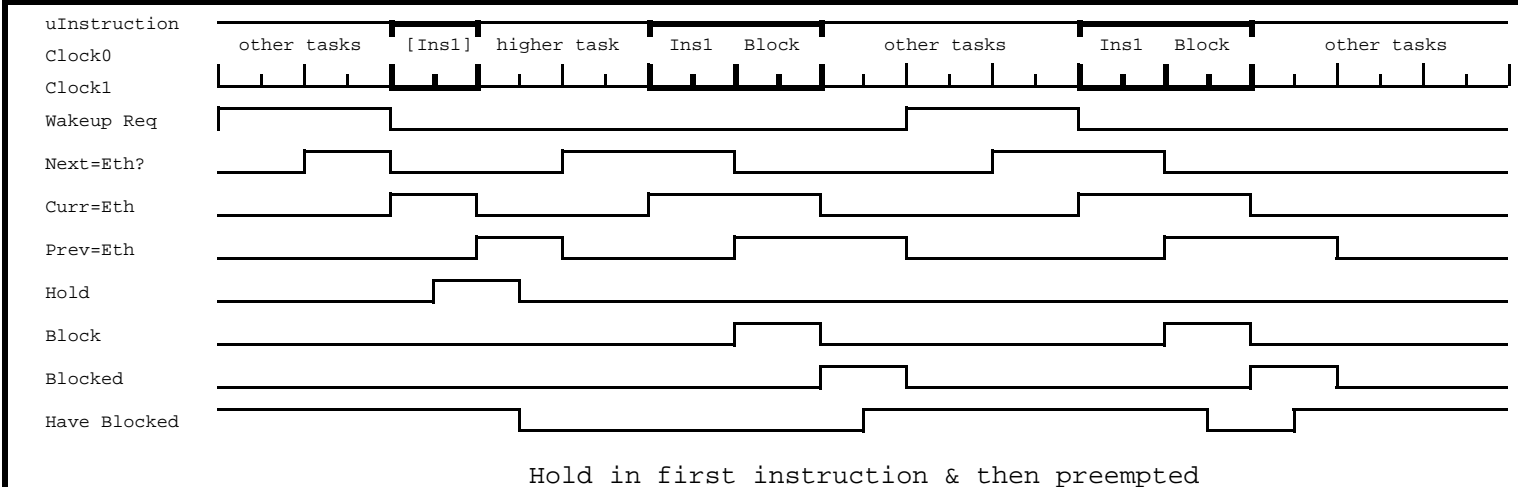 uInstruction
other tasks [Ins1] higher task Ins1 Block other tasks Ins1 Block other tasks
Clock0
Clock1
Wakeup Req
Next=Eth?
Curr=Eth
Prev=Eth
Hold
Block
Blocked
Have Blocked
Hold in first instruction & then preempted